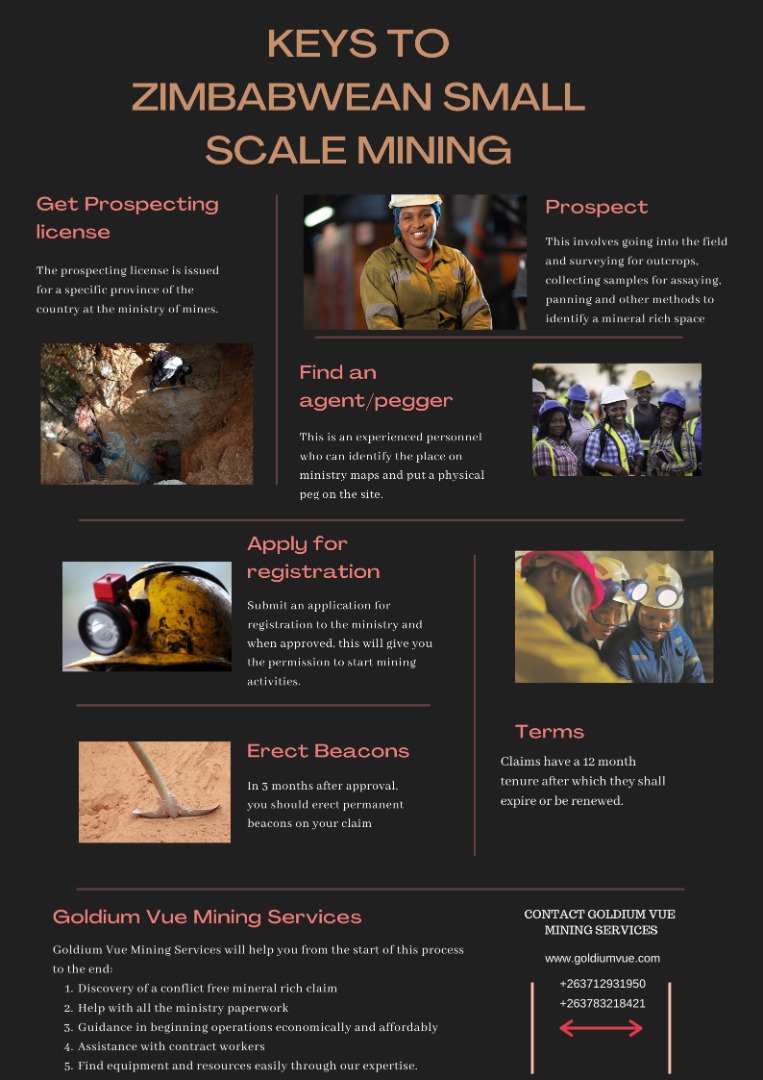 KEYS TO
ZIMBABWEAN SMALL
SCALE MINING
Get Prospecting
license
The prospecting license is issued
for a specific province of the
country at the ministry of mines.
Prospect
This involves going into the field
and surveying for outcrops,
collecting samples for assaying,
panning and other methods to
identify a mineral rich space
Find an
agent/pegger
This is an experienced personnel
who can identify the place on
ministry maps and put a physical
peg on the site.
Apply for
registration
Submit an application for
registration to the ministry and
when approved, this will give you
the permission to start mining
activities.
Erect Beacons
In 3 months after approval,
you should erect permanent
beacons on your claim
Terms
Claims have a 12 month
tenure after which they shall
expire or be renewed.
Goldium Vue Mining Services
Goldium Vue Mining Services will help you from the start of this process
to the end:
1. Discovery of a conflict free mineral rich claim
2. Help with all the ministry paperwork
3. Guidance in beginning operations economically and affordably
4. Assistance with contract workers
5. Find equipment and resources easily through our expertise.
CONTACT GOLDIUM VUE
MINING SERVICES
www.goldiumvue.com
+263712931950
+263783218421